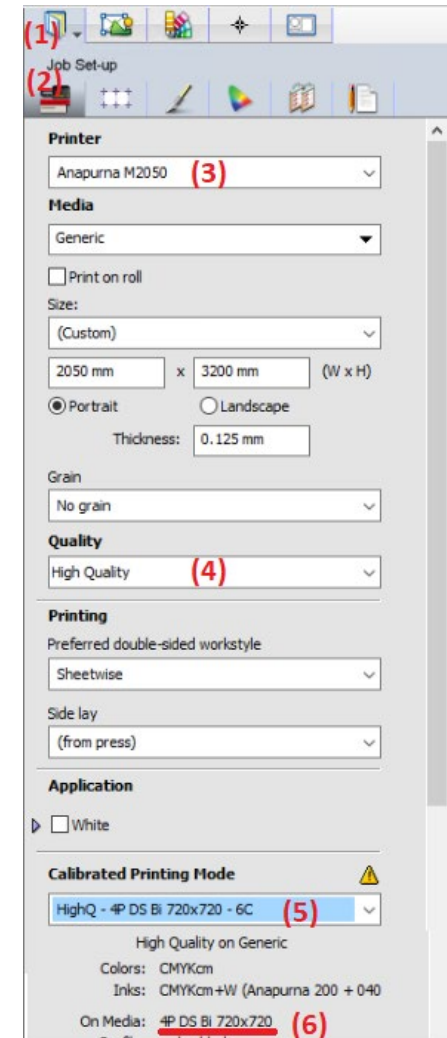 (1)
Job Set-up
(2)
Printer
Anapurna M2050 (3)
Media
Generic
Print on roll
Size:
(Custom)
2050 mm x 3200 mm (W x H)
Portrait Landscape
Thickness: 0.125 mm
Grain
No grain
Quality
High Quality (4)
Printing
Preferred double-sided workstyle
Sheetwise
Side lay
(from press)
Application
White
Calibrated Printing Mode
HighQ - 4P DS Bi 720x720 - 6C (5)
High Quality on Generic
Colors: CMYKcm
Inks: CMYKcm+W (Anapurna 200 + 040
On Media: 4P DS Bi 720x720 (6)